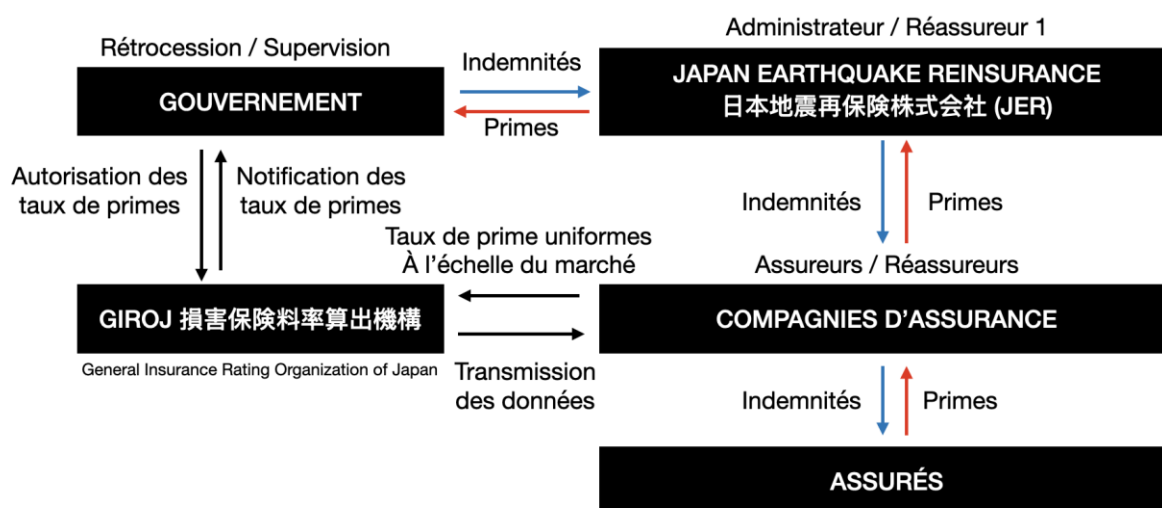 Rétrocession / Supervision
GOUVERNEMENT
Indemnités
Primes
Administrateur / Réassureur 1
JAPAN EARTHQUAKE REINSURANCE
日本地震再保険株式会社 (JER)
Autorisation des
taux de primes
Notification des
taux de primes
Indemnités
Primes
Taux de prime uniformes
À l’échelle du marché
Assureurs / Réassureurs
GIROJ 損害保険料率算出機構
General Insurance Rating Organization of Japan
COMPAGNIES D’ASSURANCE
Transmission
des données
Indemnités
Primes
ASSURÉS